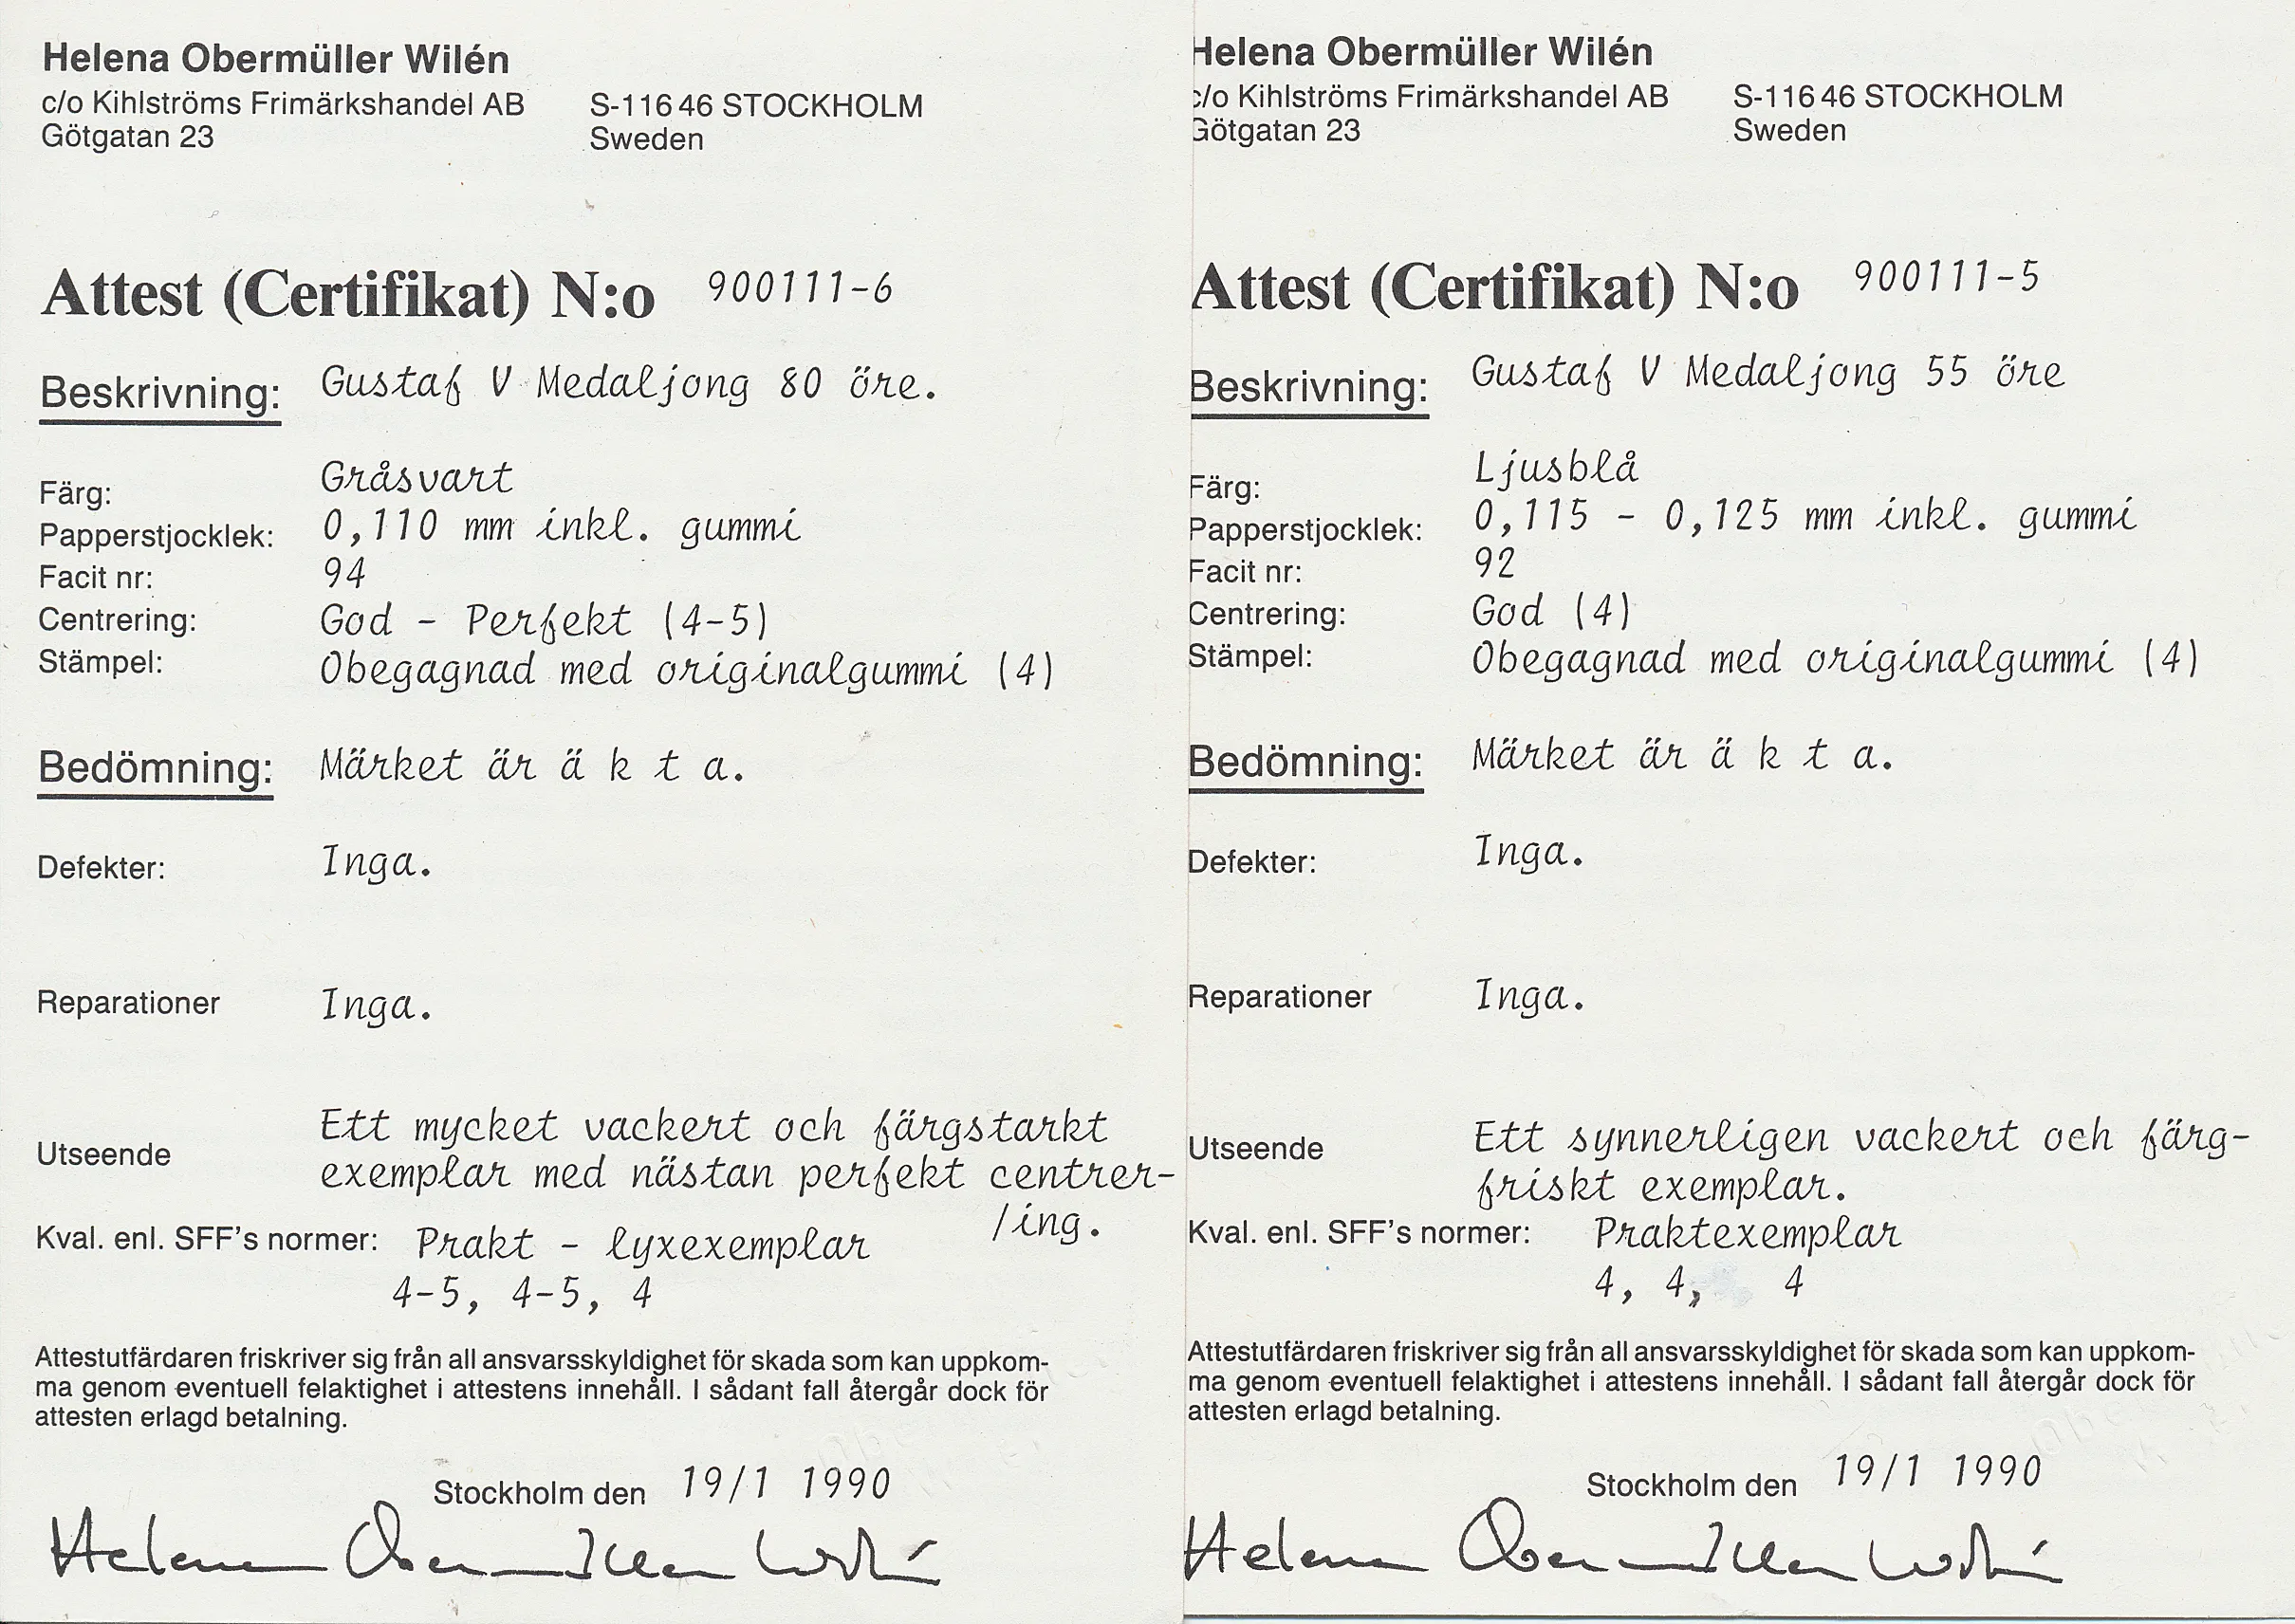 Helena Obermüller Wilén
c/o Kihlströms Frimärkshandel AB S-116 46 STOCKHOLM
Götgatan 23 Sweden
Attest (Certifikat) N:o 900111-6
Beskrivning: Gustaf V Medaljong 80 öre.
Färg: Gråsvart
Papperstjocklek: 0,110 mm inkl. gummi
Facit nr: 94
Centrering: God - Perfekt (4-5)
Stämpel: Obegagnad med originalgummi (4)
Bedömning: Märket är ä k t a.
Defekter: Inga.
Reparationer Inga.
Utseende Ett mycket vackert och färgstarkt
exemplar med nästan perfekt centrer-
/ing.
Kval. enl. SFF's normer: Prakt - lyxexemplar
4-5, 4-5, 4
Attestutfärdaren friskriver sig från all ansvarsskyldighet för skada som kan uppkom-
ma genom eventuell felaktighet i attestens innehåll. I sådant fall återgår dock för
attesten erlagd betalning.
Stockholm den 19/1 1990
Helena Obermüller Wilén
Helena Obermüller Wilén
c/o Kihlströms Frimärkshandel AB S-116 46 STOCKHOLM
Götgatan 23 Sweden
Attest (Certifikat) N:o 900111-5
Beskrivning: Gustaf V Medaljong 55 öre
Färg: Ljusblå
Papperstjocklek: 0,115 - 0,125 mm inkl. gummi
Facit nr: 92
Centrering: God (4)
Stämpel: Obegagnad med originalgummi (4)
Bedömning: Märket är ä k t a.
Defekter: Inga.
Reparationer Inga.
Utseende Ett synnerligen vackert och färg-
friskt exemplar.
Kval. enl. SFF's normer: Praktexemplar
4, 4, 4
Attestutfärdaren friskriver sig från all ansvarsskyldighet för skada som kan uppkom-
ma genom eventuell felaktighet i attestens innehåll. I sådant fall återgår dock för
attesten erlagd betalning.
Stockholm den 19/1 1990
Helena Obermüller Wilén